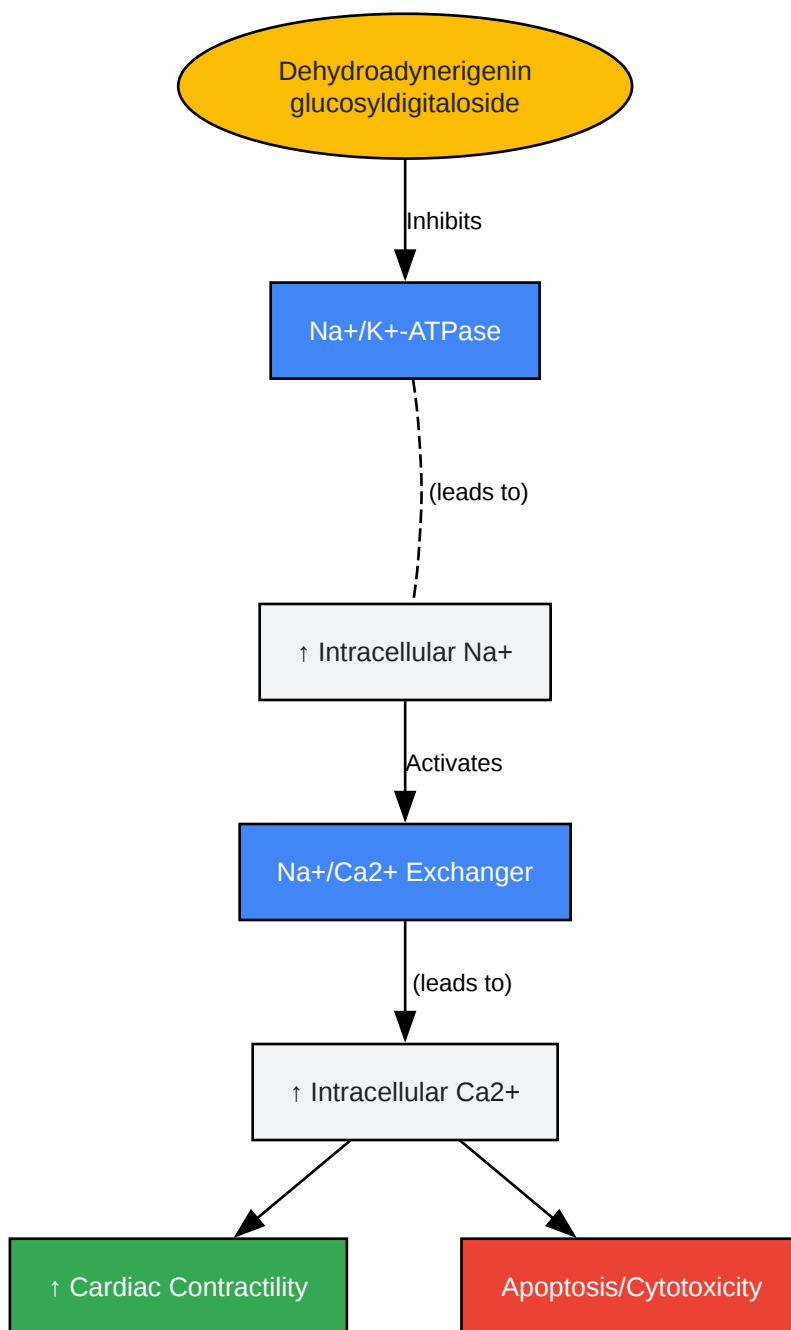 Dehydroadynerigenin
glucosyldigitaloside
Inhibits
Na+/K+-ATPase
(leads to)
↑ Intracellular Na+
Activates
Na+/Ca2+ Exchanger
(leads to)
↑ Intracellular Ca2+
↑ Cardiac Contractility
Apoptosis/Cytotoxicity